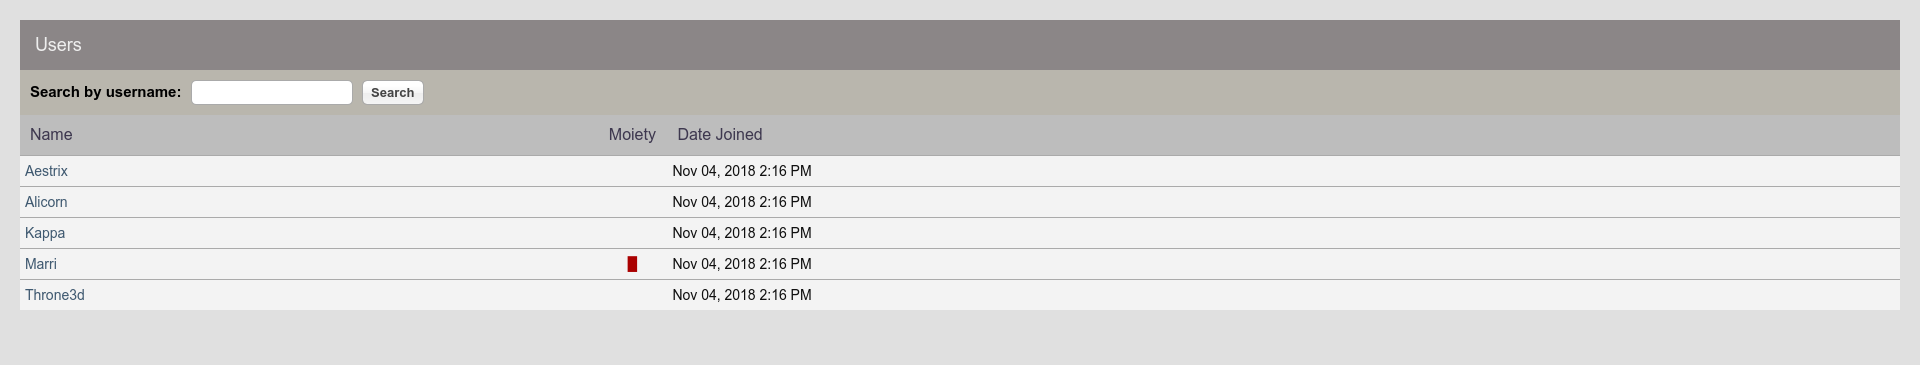 Users
Search by username: Search
Name Moiety Date Joined
Aestrix Nov 04, 2018 2:16 PM
Alicorn Nov 04, 2018 2:16 PM
Kappa Nov 04, 2018 2:16 PM
Marri Nov 04, 2018 2:16 PM
Throne3d Nov 04, 2018 2:16 PM